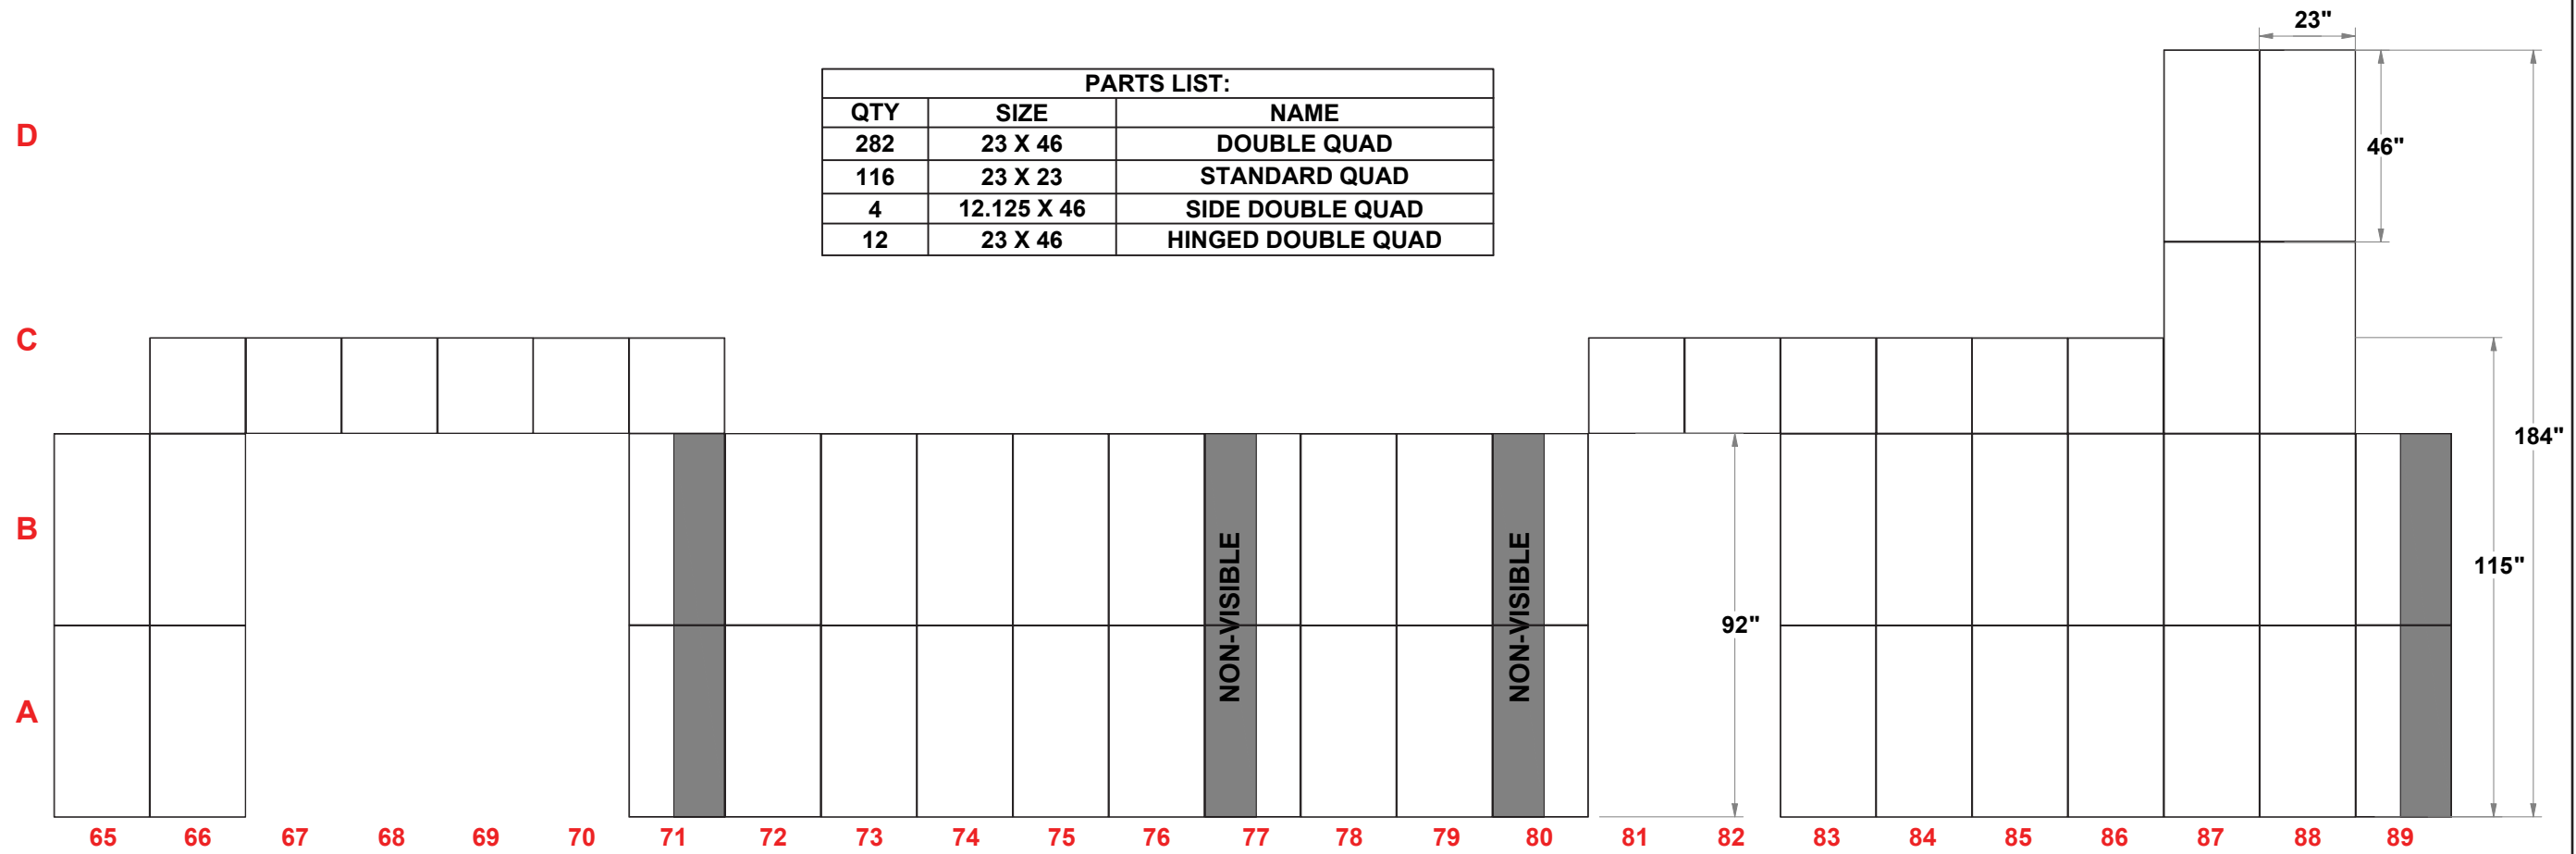 23"
PARTS LIST:
QTY SIZE NAME
282 23 X 46 DOUBLE QUAD
116 23 X 23 STANDARD QUAD
4 12.125 X 46 SIDE DOUBLE QUAD
12 23 X 46 HINGED DOUBLE QUAD
D
46"
C
184"
B
115"
NON-VISIBLE
NON-VISIBLE
92"
A
65 66 67 68 69 70 71 72 73 74 75 76 77 78 79 80 81 82 83 84 85 86 87 88 89